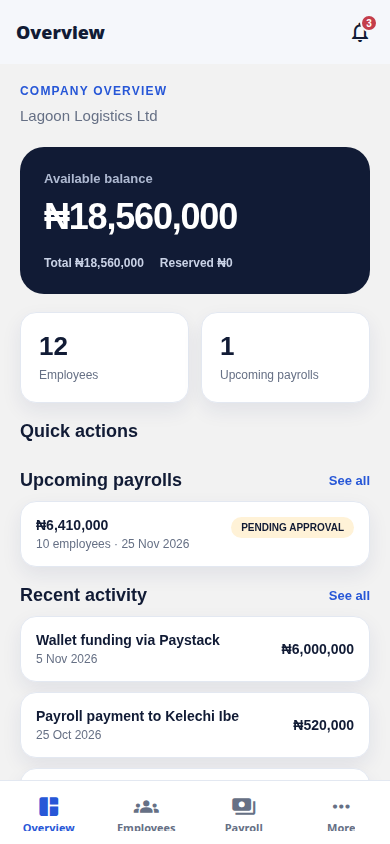 Overview
3
COMPANY OVERVIEW
Lagoon Logistics Ltd
Available balance
₦18,560,000
Total ₦18,560,000 Reserved ₦0
12
Employees
1
Upcoming payrolls
Quick actions
Upcoming payrolls See all
₦6,410,000 PENDING APPROVAL
10 employees · 25 Nov 2026
Recent activity See all
Wallet funding via Paystack ₦6,000,000
5 Nov 2026
Payroll payment to Kelechi Ibe ₦520,000
25 Oct 2026
Overview Employees Payroll More